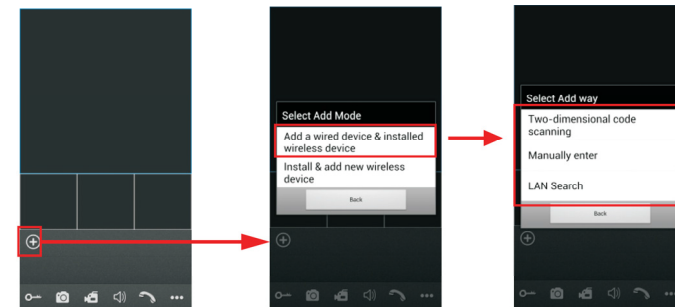 Select Add Mode
Add a wired device & installed
wireless device
Install & add new wireless
device
Back
Select Add way
Two-dimensional code
scanning
Manually enter
LAN Search
Back